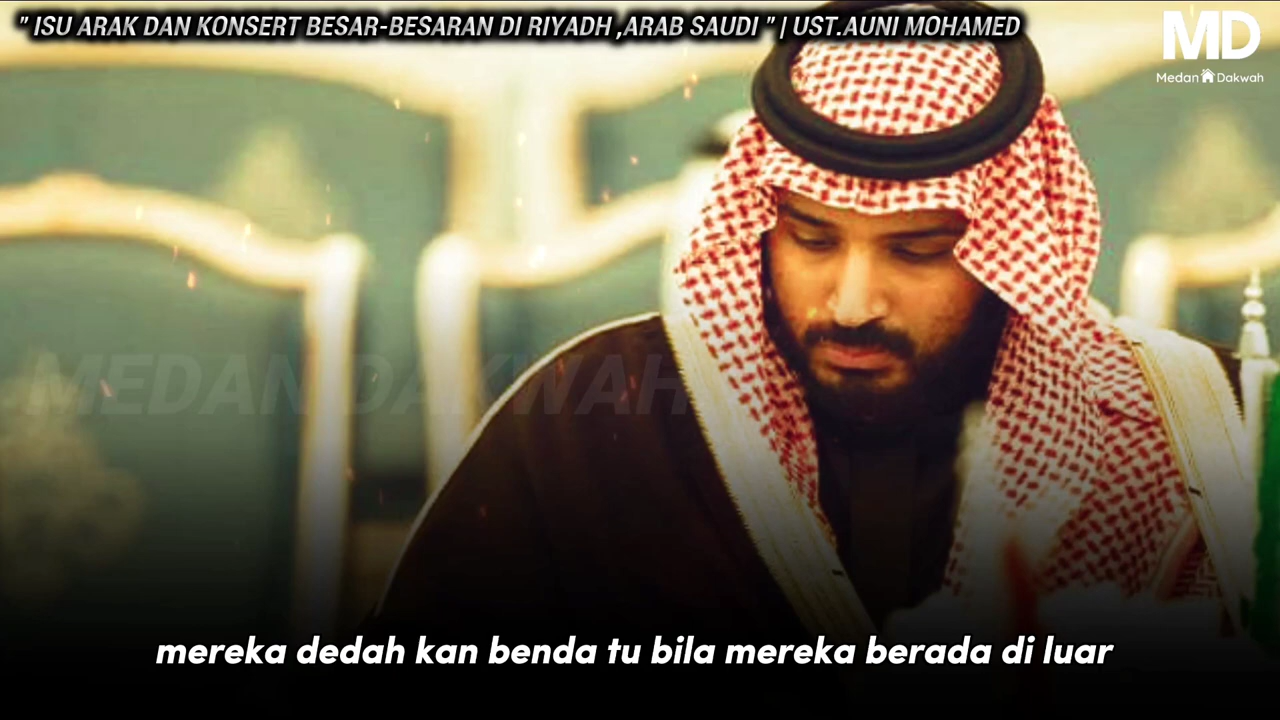 " ISU ARAK DAN KONSERT BESAR-BESARAN DI RIYADH ,ARAB SAUDI " | UST.AUNI MOHAMED
MD
Medan Dakwah
MEDAN DAKWAH
mereka dedah kan benda tu bila mereka berada di luar